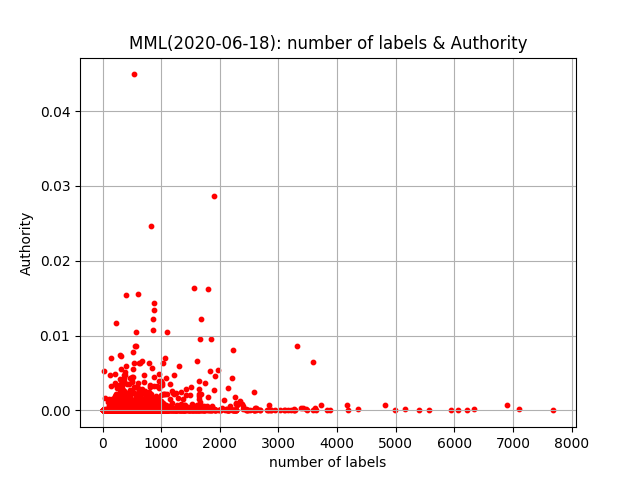 MML(2020-06-18): number of labels & Authority
Authority
0.04
0.03
0.02
0.01
0.00
0 1000 2000 3000 4000 5000 6000 7000 8000
number of labels